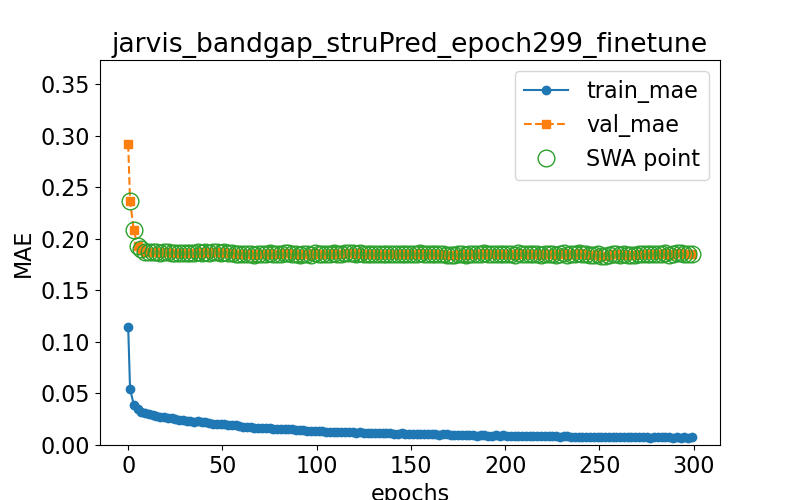 jarvis_bandgap_struPred_epoch299_finetune
train_mae
val_mae
SWA point
MAE
0.35
0.30
0.25
0.20
0.15
0.10
0.05
0.00
0 50 100 150 200 250 300
epochs